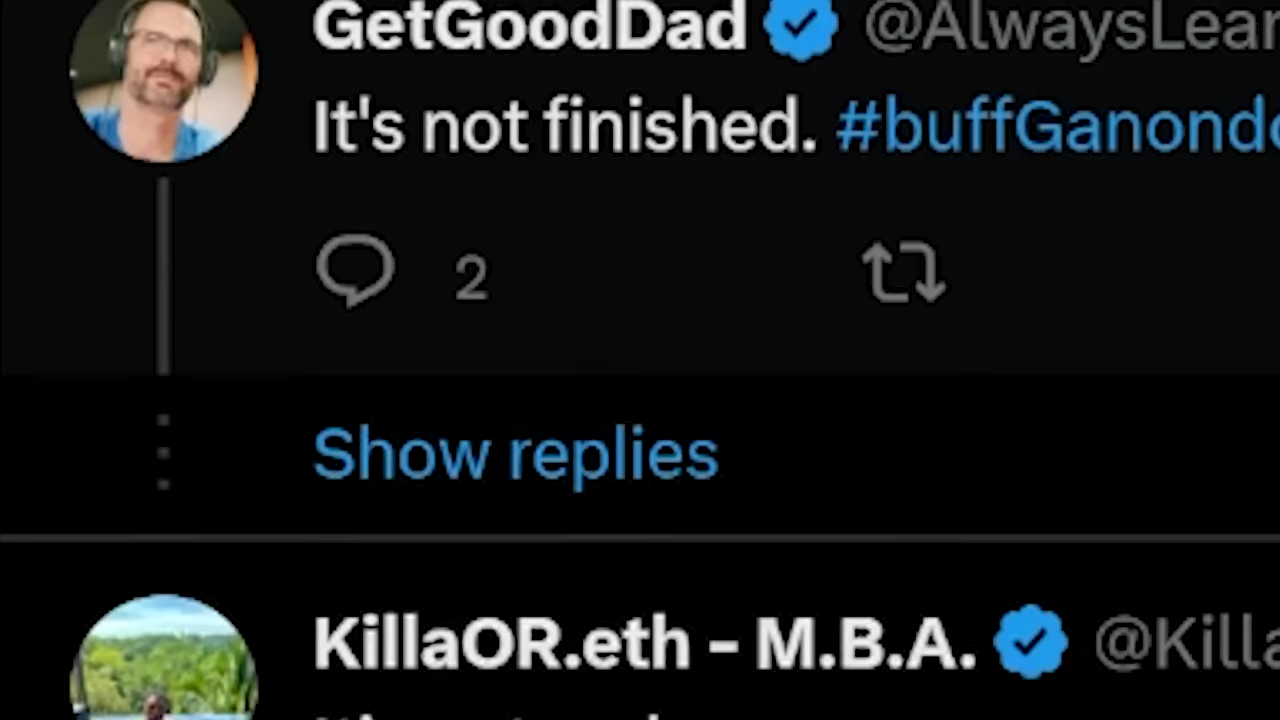 GetGoodDad @AlwaysLear
It's not finished. #buffGanond
2
Show replies
KillaOR.eth - M.B.A. @Killa